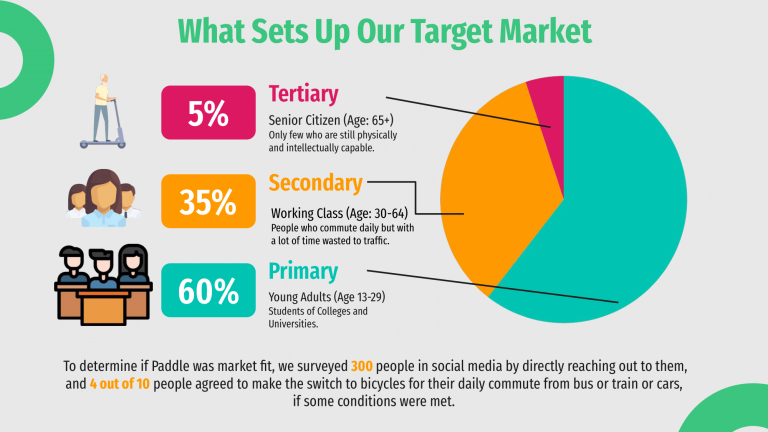 What Sets Up Our Target Market
5%
Tertiary
Senior Citizen (Age: 65+)
Only few who are still physically
and intellectually capable.
35%
Secondary
Working Class (Age: 30-64)
People who commute daily but with
a lot of time wasted to traffic.
60%
Primary
Young Adults (Age 13-29)
Students of Colleges and
Universities.
To determine if Paddle was market fit, we surveyed 300 people in social media by directly reaching out to them,
and 4 out of 10 people agreed to make the switch to bicycles for their daily commute from bus or train or cars,
if some conditions were met.